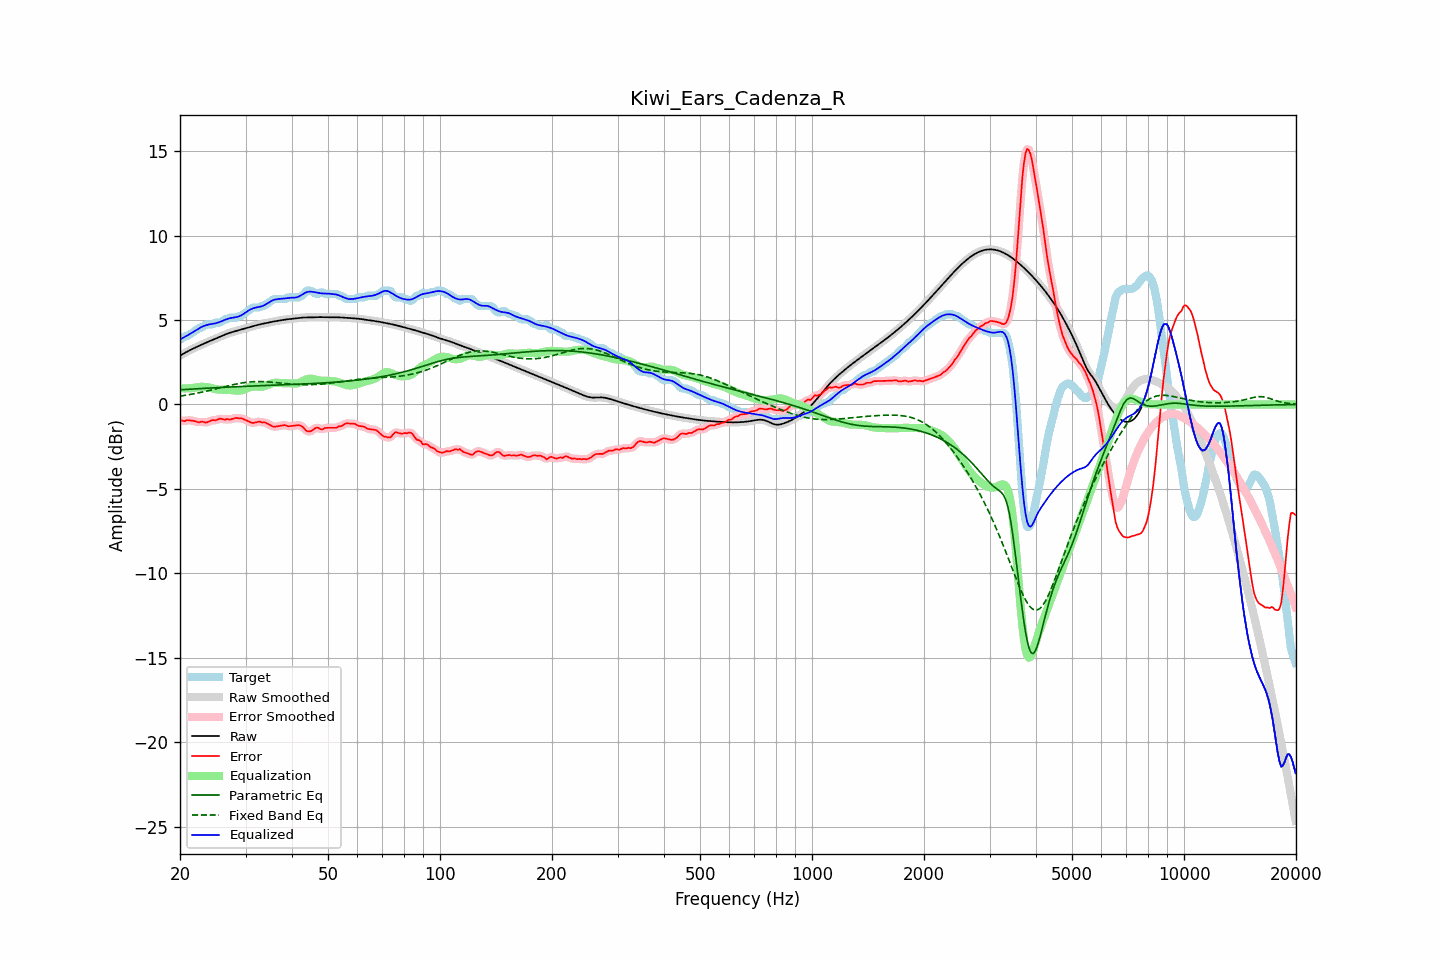 Kiwi_Ears_Cadenza_R
15
10
5
0
−5
−10
−15
−20
−25
Amplitude (dBr)
Target
Raw Smoothed
Error Smoothed
Raw
Error
Equalization
Parametric Eq
Fixed Band Eq
Equalized
20 50 100 200 500 1000 2000 5000 10000 20000
Frequency (Hz)